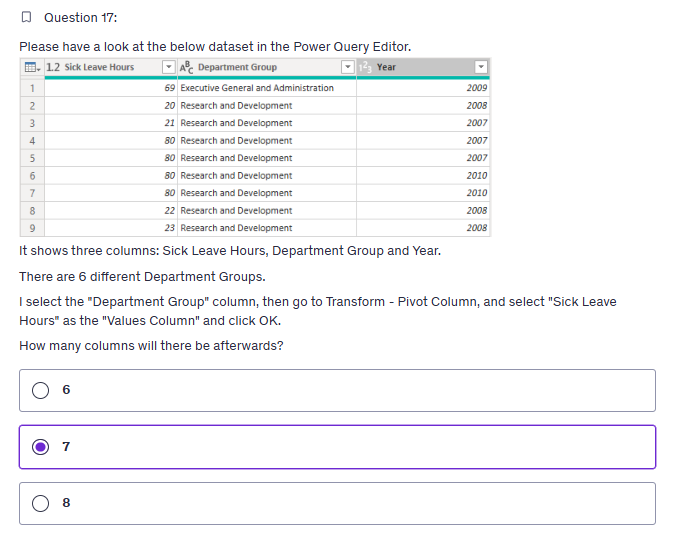 Question 17:
Please have a look at the below dataset in the Power Query Editor.
1.2 Sick Leave Hours ABC Department Group 123 Year
1 69 Executive General and Administration 2009
2 20 Research and Development 2008
3 21 Research and Development 2007
4 80 Research and Development 2007
5 80 Research and Development 2007
6 80 Research and Development 2010
7 80 Research and Development 2010
8 22 Research and Development 2008
9 23 Research and Development 2008
It shows three columns: Sick Leave Hours, Department Group and Year.
There are 6 different Department Groups.
I select the "Department Group" column, then go to Transform - Pivot Column, and select "Sick Leave
Hours" as the "Values Column" and click OK.
How many columns will there be afterwards?
6
7
8